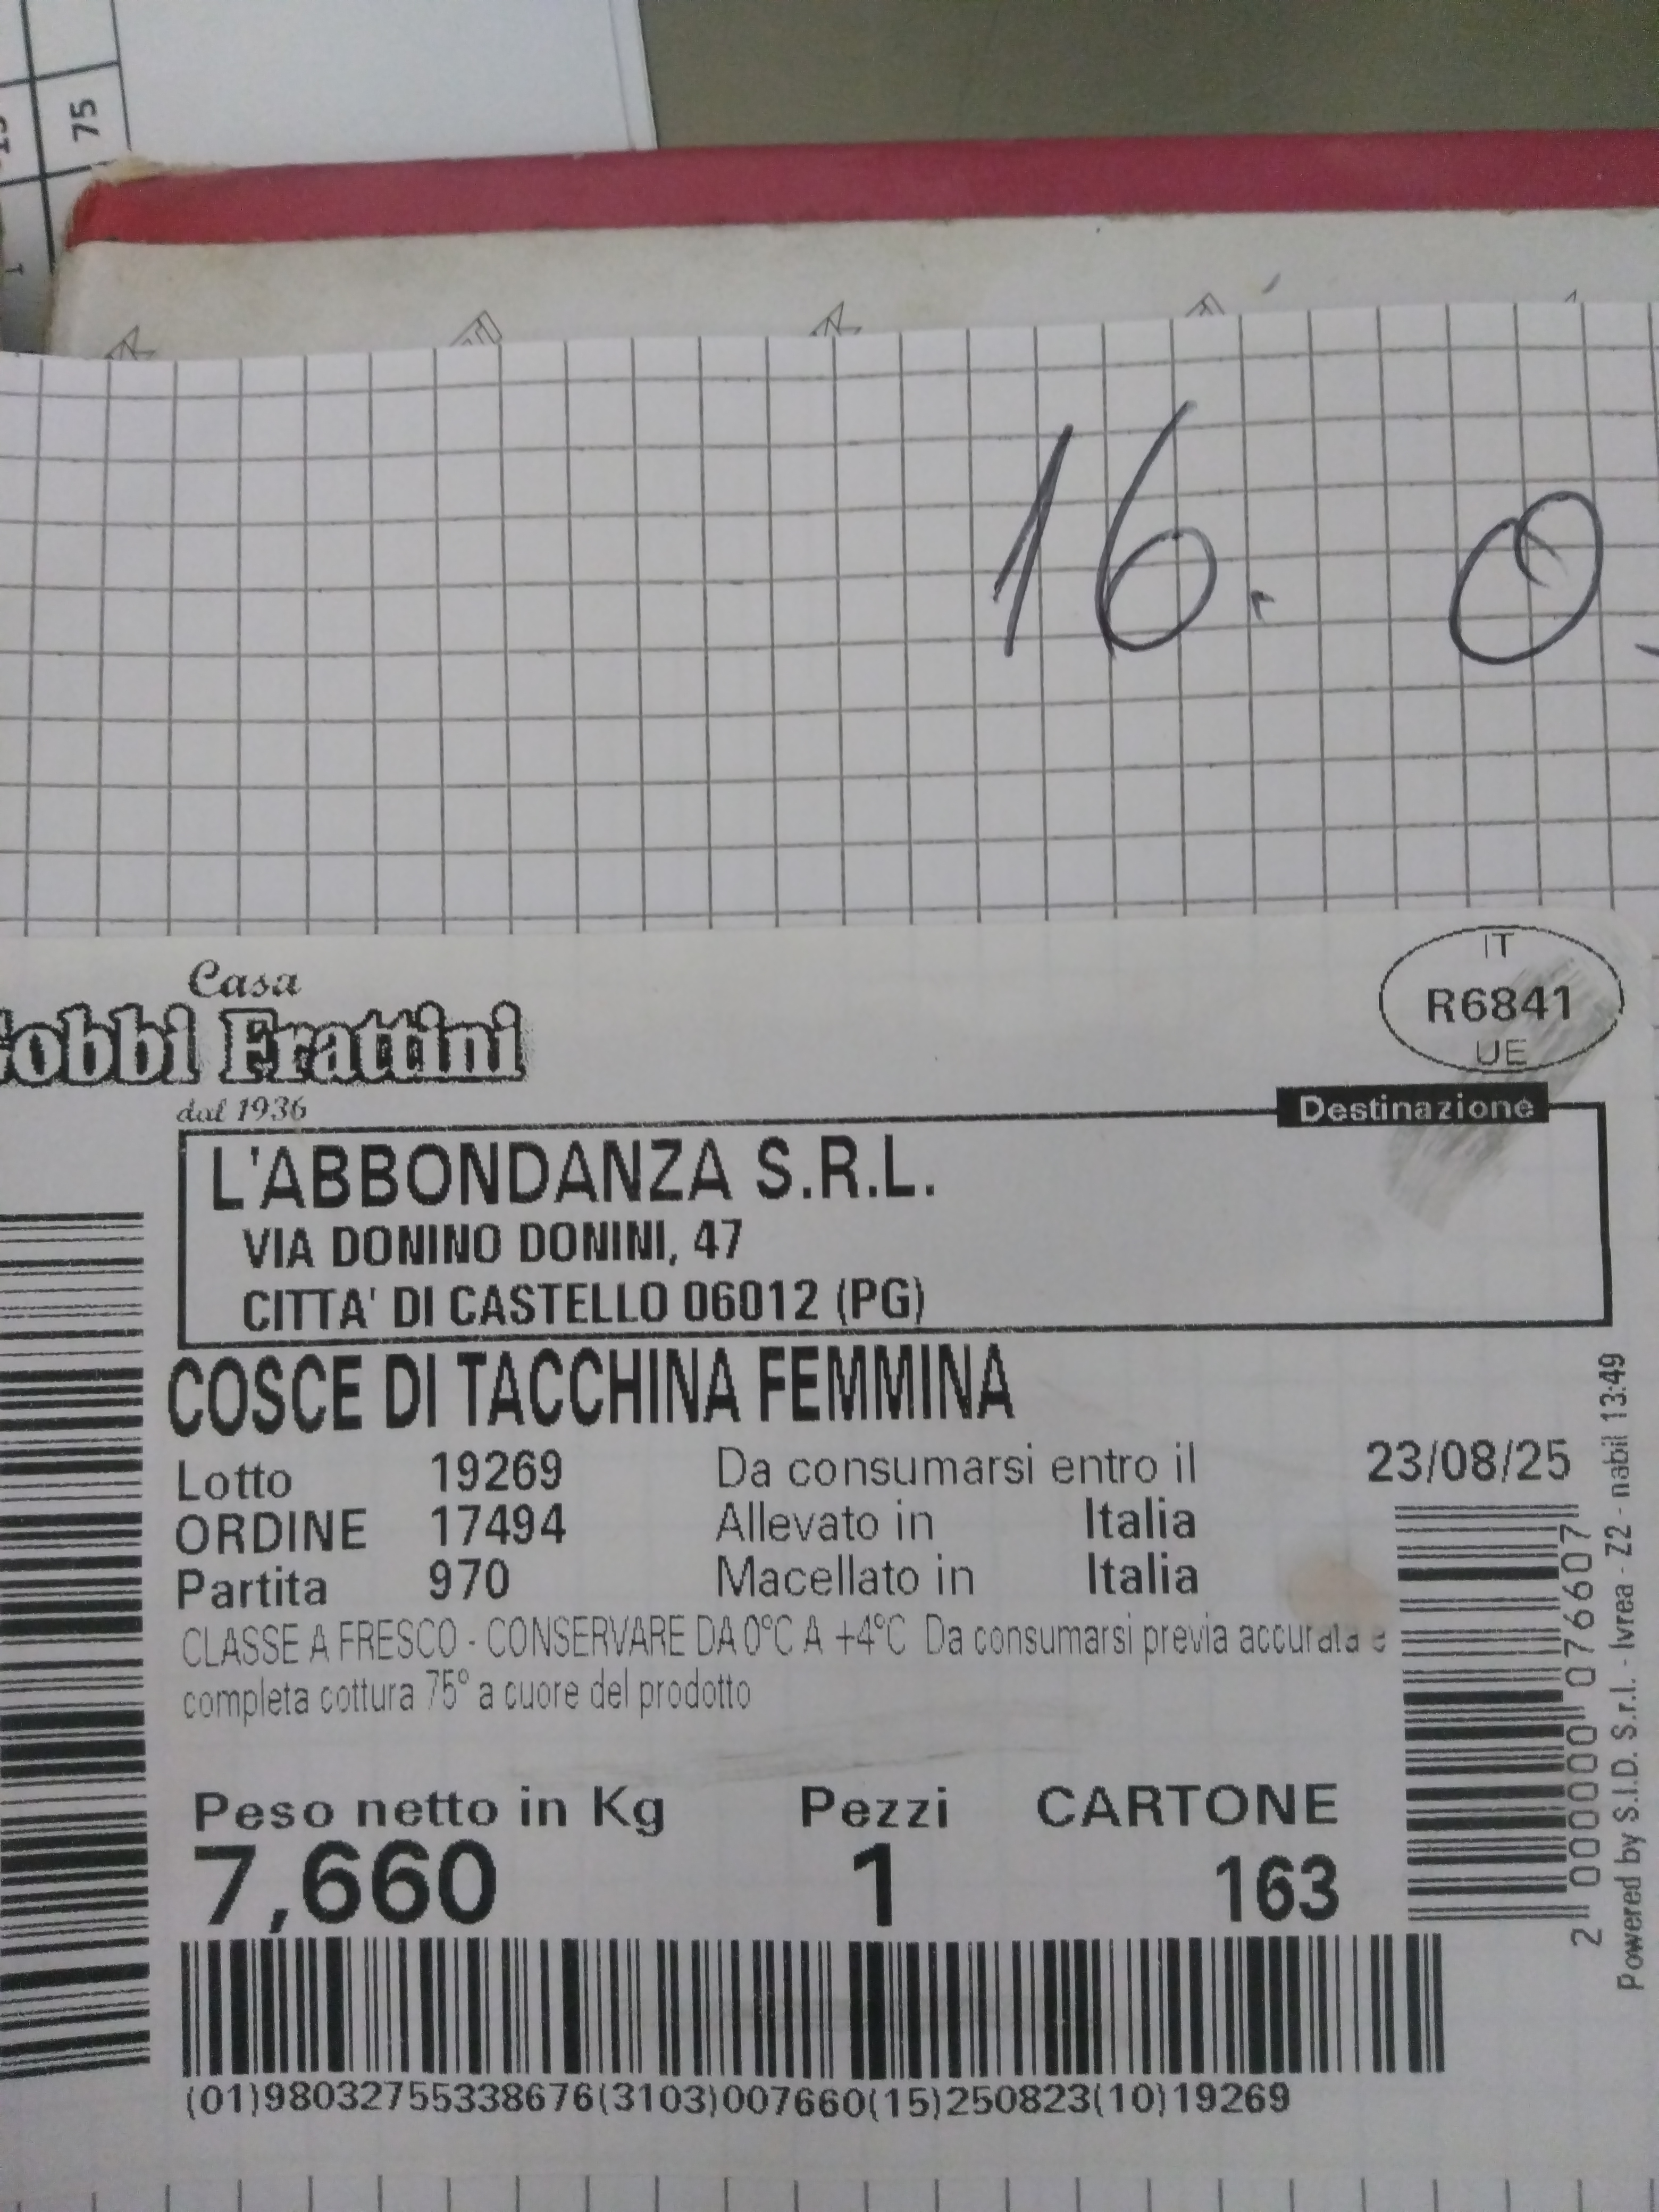 75
16. 0
Casa
obbi Frattini
dal 1936
IT
R6841
UE
Destinazione
L'ABBONDANZA S.R.L.
VIA DONINO DONINI, 47
CITTA' DI CASTELLO 06012 (PG)
COSCE DI TACCHINA FEMMINA
Lotto 19269 Da consumarsi entro il 23/08/25
ORDINE 17494 Allevato in Italia
Partita 970 Macellato in Italia
CLASSE A FRESCO - CONSERVARE DA 0°C A +4°C Da consumarsi previa accurata e
completa cottura 75° a cuore del prodotto
Peso netto in Kg Pezzi CARTONE
7,660 1 163
(01)98032755338676(3103)007660(15)250823(10)19269
2 000000 076607
Powered by S.I.D. S.r.l. - Ivrea - Z2 - nabil 13:49